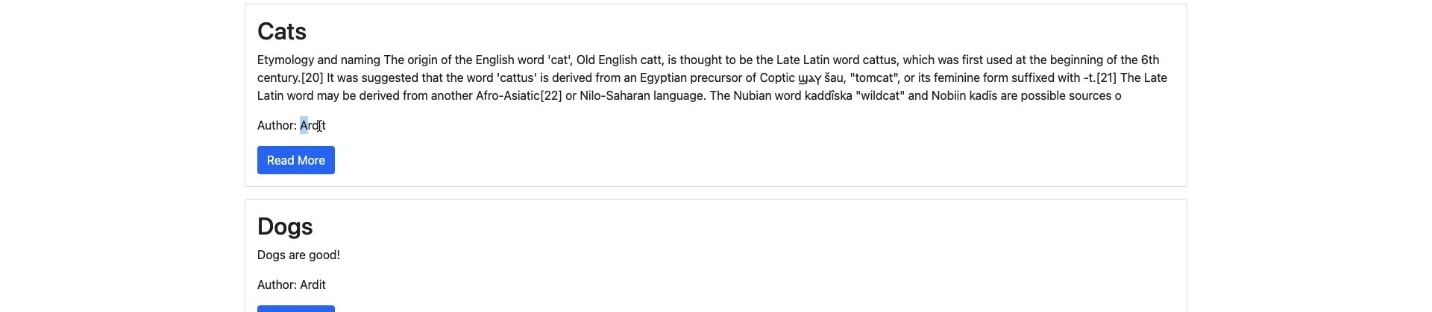 Cats
Etymology and naming The origin of the English word 'cat', Old English catt, is thought to be the Late Latin word cattus, which was first used at the beginning of the 6th
century.[20] It was suggested that the word 'cattus' is derived from an Egyptian precursor of Coptic ϣⲁⲩ šau, "tomcat", or its feminine form suffixed with -t.[21] The Late
Latin word may be derived from another Afro-Asiatic[22] or Nilo-Saharan language. The Nubian word kaddîska "wildcat" and Nobiin kadīs are possible sources o
Author: Ardit
Read More
Dogs
Dogs are good!
Author: Ardit